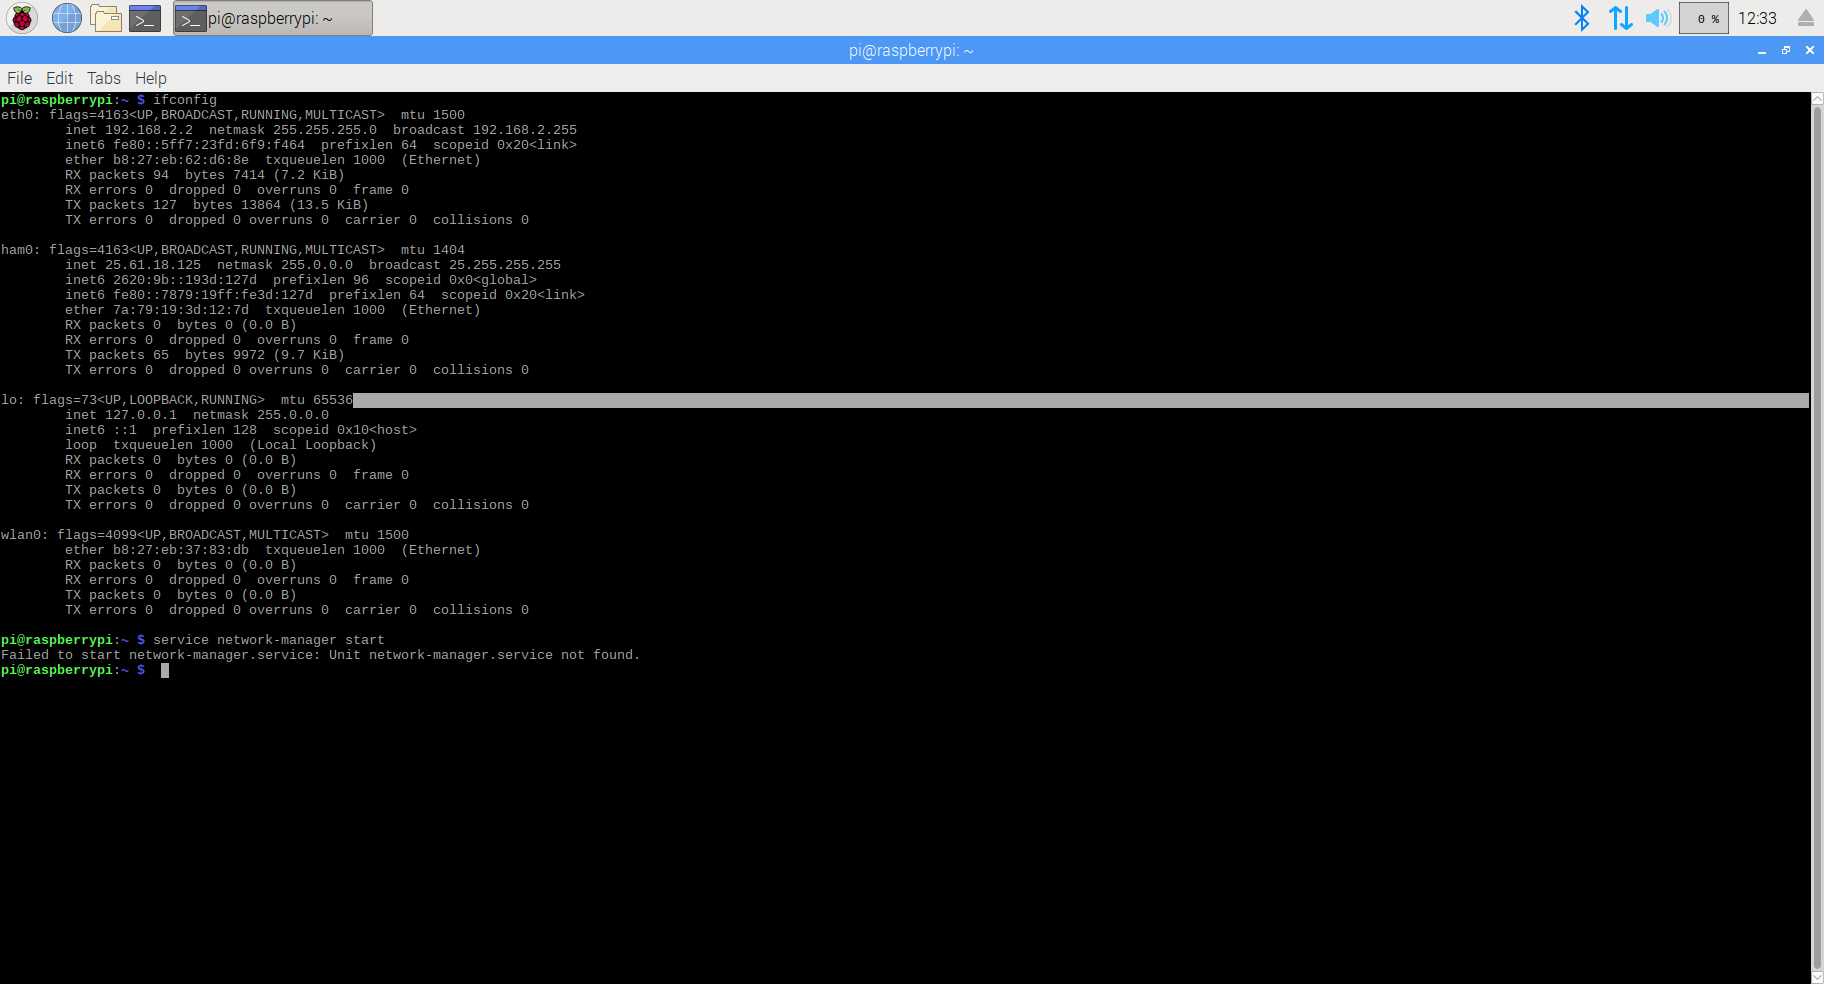 pi@raspberrypi: ~
0 %
12:33
pi@raspberrypi: ~
File Edit Tabs Help
pi@raspberrypi:~ $ ifconfig
eth0: flags=4163<UP,BROADCAST,RUNNING,MULTICAST>  mtu 1500
        inet 192.168.2.2  netmask 255.255.255.0  broadcast 192.168.2.255
        inet6 fe80::5ff7:23fd:6f9:f464  prefixlen 64  scopeid 0x20<link>
        ether b8:27:eb:62:d6:8e  txqueuelen 1000  (Ethernet)
        RX packets 94  bytes 7414 (7.2 KiB)
        RX errors 0  dropped 0  overruns 0  frame 0
        TX packets 127  bytes 13864 (13.5 KiB)
        TX errors 0  dropped 0 overruns 0  carrier 0  collisions 0

ham0: flags=4163<UP,BROADCAST,RUNNING,MULTICAST>  mtu 1404
        inet 25.61.18.125  netmask 255.0.0.0  broadcast 25.255.255.255
        inet6 2620:9b::193d:127d  prefixlen 96  scopeid 0x0<global>
        inet6 fe80::7879:19ff:fe3d:127d  prefixlen 64  scopeid 0x20<link>
        ether 7a:79:19:3d:12:7d  txqueuelen 1000  (Ethernet)
        RX packets 0  bytes 0 (0.0 B)
        RX errors 0  dropped 0  overruns 0  frame 0
        TX packets 65  bytes 9972 (9.7 KiB)
        TX errors 0  dropped 0 overruns 0  carrier 0  collisions 0

lo: flags=73<UP,LOOPBACK,RUNNING>  mtu 65536
        inet 127.0.0.1  netmask 255.0.0.0
        inet6 ::1  prefixlen 128  scopeid 0x10<host>
        loop  txqueuelen 1000  (Local Loopback)
        RX packets 0  bytes 0 (0.0 B)
        RX errors 0  dropped 0  overruns 0  frame 0
        TX packets 0  bytes 0 (0.0 B)
        TX errors 0  dropped 0 overruns 0  carrier 0  collisions 0

wlan0: flags=4099<UP,BROADCAST,MULTICAST>  mtu 1500
        ether b8:27:eb:37:83:db  txqueuelen 1000  (Ethernet)
        RX packets 0  bytes 0 (0.0 B)
        RX errors 0  dropped 0  overruns 0  frame 0
        TX packets 0  bytes 0 (0.0 B)
        TX errors 0  dropped 0 overruns 0  carrier 0  collisions 0

pi@raspberrypi:~ $ service network-manager start
Failed to start network-manager.service: Unit network-manager.service not found.
pi@raspberrypi:~ $